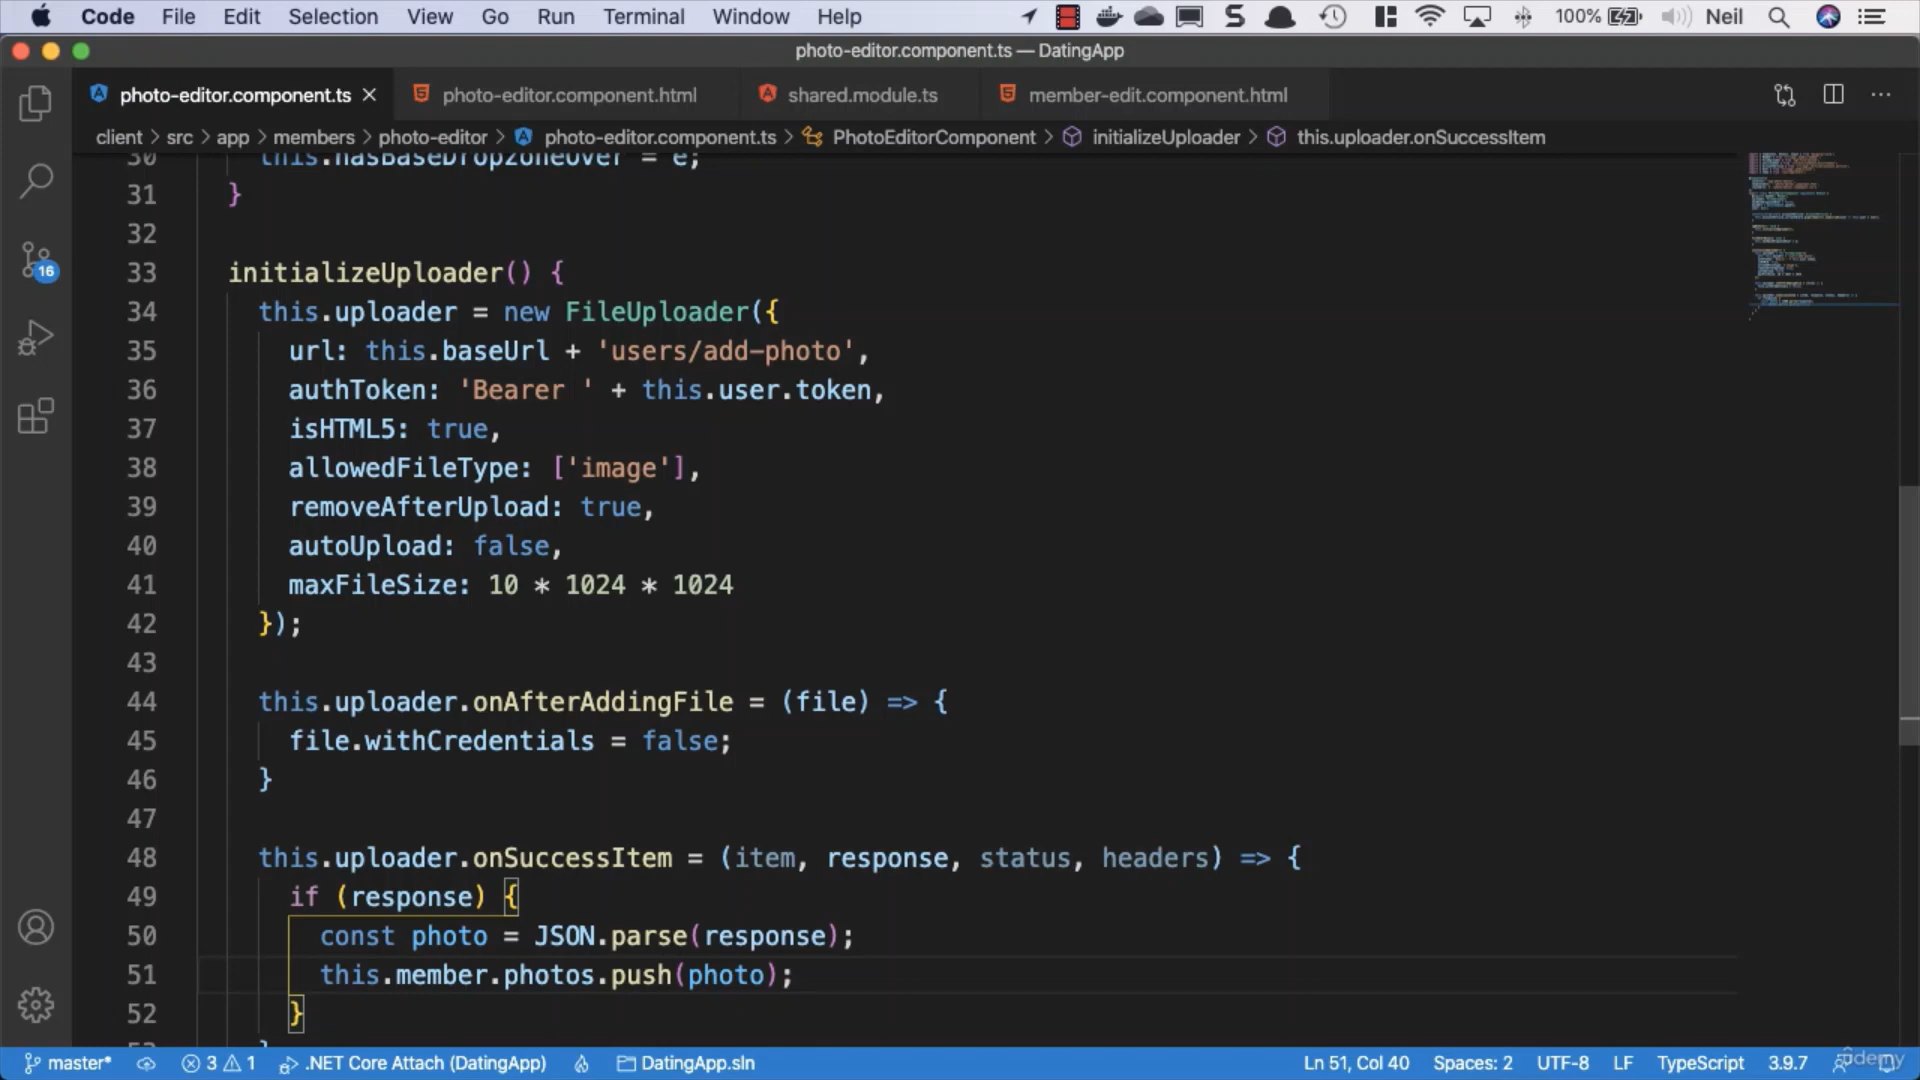 Code File Edit Selection View Go Run Terminal Window Help 100% Neil
photo-editor.component.ts — DatingApp
photo-editor.component.ts photo-editor.component.html shared.module.ts member-edit.component.html
client > src > app > members > photo-editor > photo-editor.component.ts > PhotoEditorComponent > initializeUploader > this.uploader.onSuccessItem
30 this.hasBaseDropzoneOver = e;
31 }
32
33 initializeUploader() {
34 this.uploader = new FileUploader({
35 url: this.baseUrl + 'users/add-photo',
36 authToken: 'Bearer ' + this.user.token,
37 isHTML5: true,
38 allowedFileType: ['image'],
39 removeAfterUpload: true,
40 autoUpload: false,
41 maxFileSize: 10 * 1024 * 1024
42 });
43
44 this.uploader.onAfterAddingFile = (file) => {
45 file.withCredentials = false;
46 }
47
48 this.uploader.onSuccessItem = (item, response, status, headers) => {
49 if (response) {
50 const photo = JSON.parse(response);
51 this.member.photos.push(photo);
52 }
16
master* 3 1 .NET Core Attach (DatingApp) DatingApp.sln Ln 51, Col 40 Spaces: 2 UTF-8 LF TypeScript 3.9.7
udemy